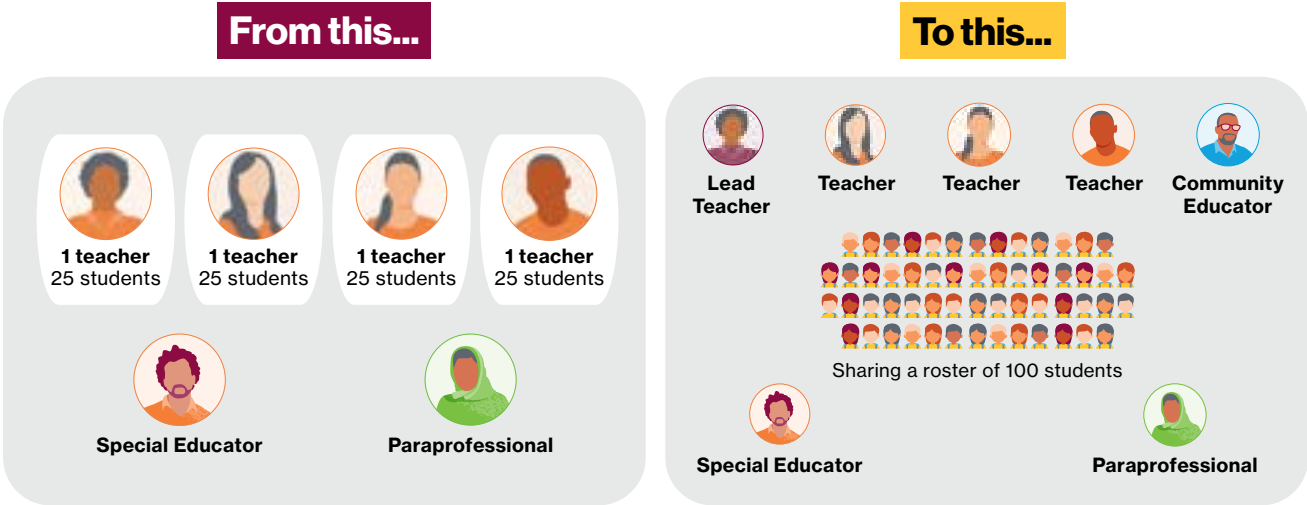 From this...
1 teacher
25 students
1 teacher
25 students
1 teacher
25 students
1 teacher
25 students
Special Educator
Paraprofessional
To this...
Lead
Teacher
Teacher
Teacher
Teacher
Community
Educator
Sharing a roster of 100 students
Special Educator
Paraprofessional